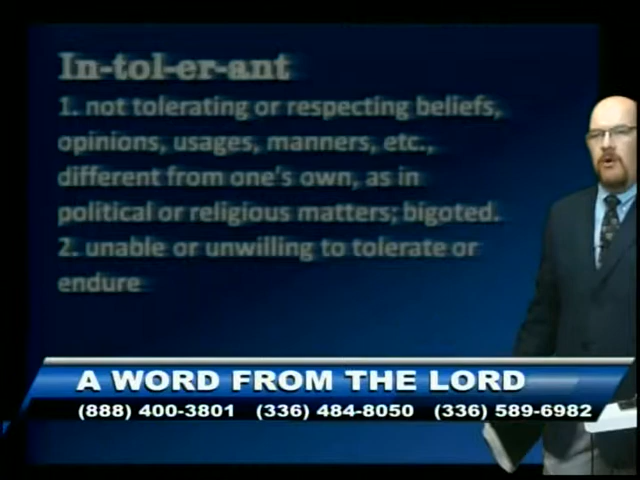 In-tol-er-ant
1. not tolerating or respecting beliefs,
opinions, usages, manners, etc.,
different from one's own, as in
political or religious matters; bigoted.
2. unable or unwilling to tolerate or
endure
A WORD FROM THE LORD
(888) 400-3801 (336) 484-8050 (336) 589-6982